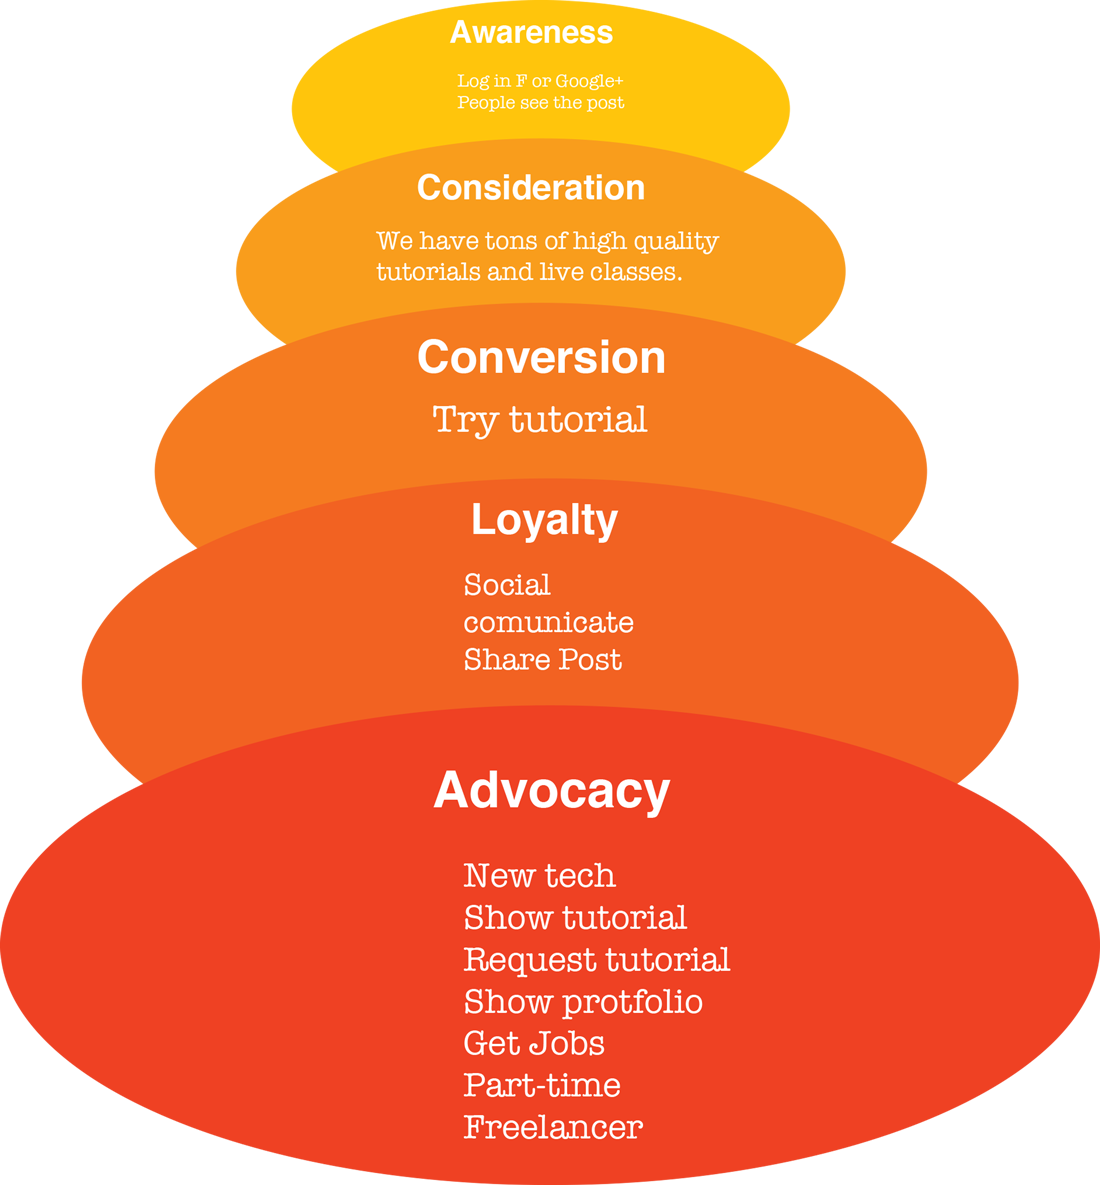 Awareness
Log in F or Google+
People see the post
Consideration
We have tons of high quality
tutorials and live classes.
Conversion
Try tutorial
Loyalty
Social
comunicate
Share Post
Advocacy
New tech
Show tutorial
Request tutorial
Show protfolio
Get Jobs
Part-time
Freelancer